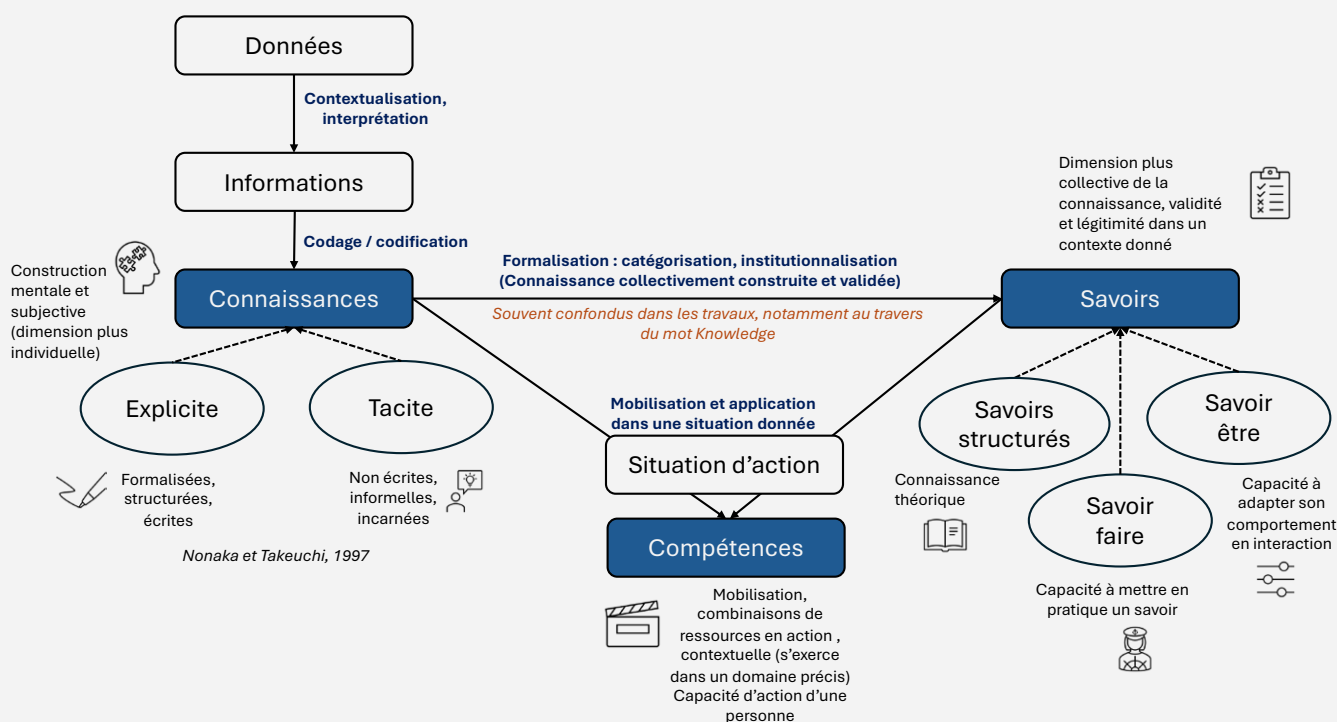 Données
Contextualisation,
interprétation
Informations
Codage / codification
Construction
mentale et
subjective
(dimension plus
individuelle)
Connaissances
Formalisation : catégorisation, institutionnalisation
(Connaissance collectivement construite et validée)
Souvent confondus dans les travaux, notamment au travers
du mot Knowledge
Dimension plus
collective de la
connaissance, validité
et légitimité dans un
contexte donné
Savoirs
Explicite
Tacite
Formalisées,
structurées,
écrites
Non écrites,
informelles,
incarnées
Nonaka et Takeuchi, 1997
Mobilisation et application
dans une situation donnée
Situation d’action
Compétences
Mobilisation,
combinaisons de
ressources en action ,
contextuelle (s’exerce
dans un domaine précis)
Capacité d’action d’une
personne
Savoirs
structurés
Connaissance
théorique
Savoir
faire
Capacité à mettre en
pratique un savoir
Savoir
être
Capacité à
adapter son
comportement
en interaction